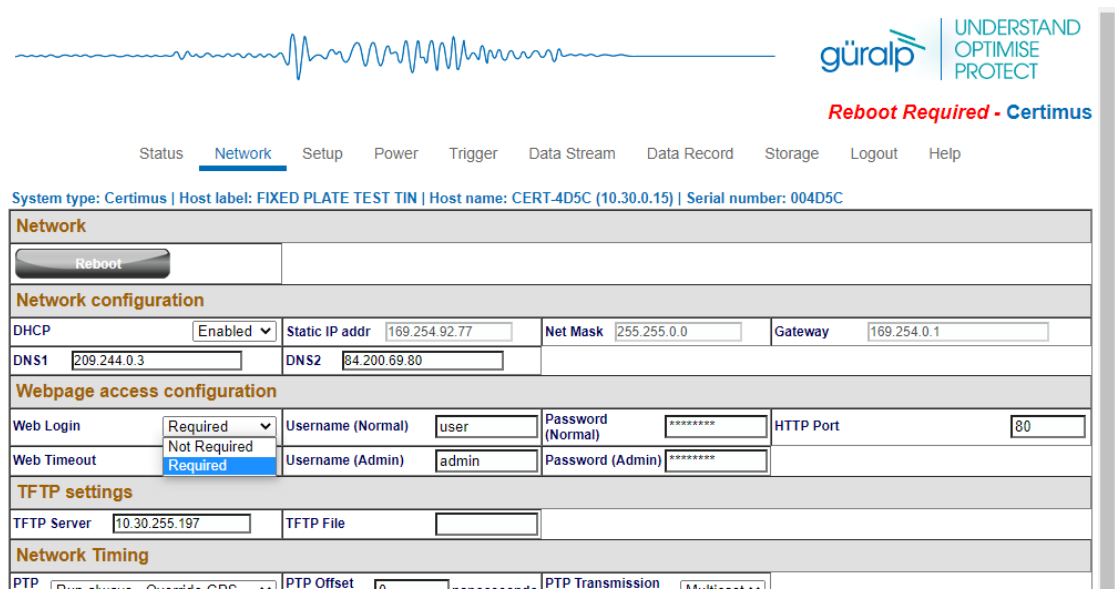 güralp
UNDERSTAND
OPTIMISE
PROTECT
Reboot Required - Certimus
Status Network Setup Power Trigger Data Stream Data Record Storage Logout Help
System type: Certimus | Host label: FIXED PLATE TEST TIN | Host name: CERT-4D5C (10.30.0.15) | Serial number: 004D5C
Network
Reboot
Network configuration
DHCP Enabled Static IP addr 169.254.92.77 Net Mask 255.255.0.0 Gateway 169.254.0.1
DNS1 209.244.0.3 DNS2 84.200.69.80
Webpage access configuration
Web Login Required Username (Normal) user Password (Normal) ******** HTTP Port 80
Not Required
Required
Web Timeout Username (Admin) admin Password (Admin) ********
TFTP settings
TFTP Server 10.30.255.197 TFTP File
Network Timing
PTP PTP Offset PTP Transmission